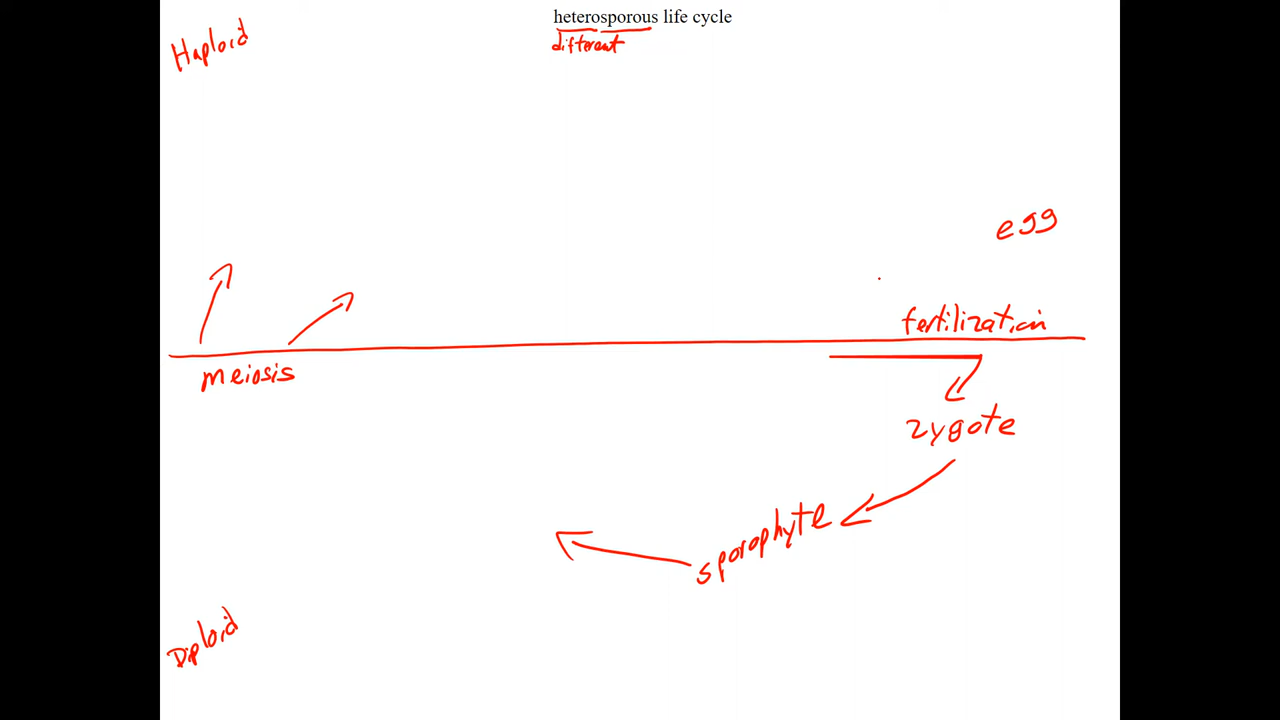 heterosporous life cycle
different
Haploid
egg
fertilization
meiosis
zygote
sporophyte
Diploid